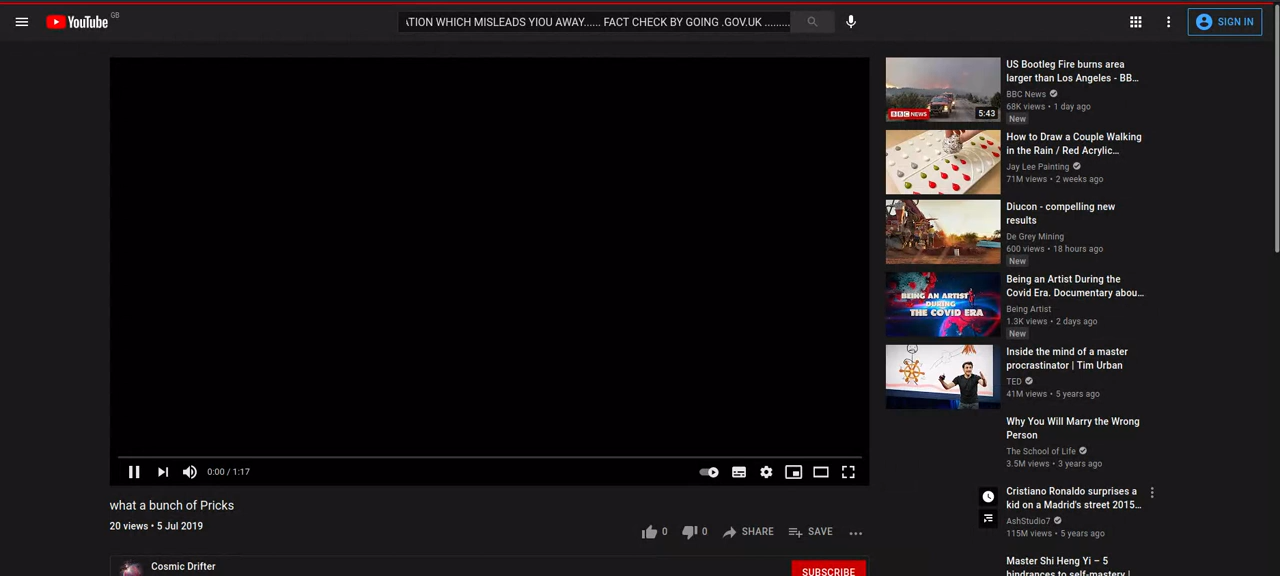 YouTube GB
ATION WHICH MISLEADS YIOU AWAY...... FACT CHECK BY GOING .GOV.UK .........
SIGN IN
0:00 / 1:17
what a bunch of Pricks
20 views • 5 Jul 2019
0
0
SHARE
SAVE
Cosmic Drifter
SUBSCRIBE
BBC NEWS
5:43
US Bootleg Fire burns area
larger than Los Angeles - BB...
BBC News
68K views • 1 day ago
New
How to Draw a Couple Walking
in the Rain / Red Acrylic...
Jay Lee Painting
71M views • 2 weeks ago
Diucon - compelling new
results
De Grey Mining
600 views • 18 hours ago
New
BEING AN ARTIST
DURING
THE COVID ERA
Being an Artist During the
Covid Era. Documentary abou...
Being Artist
1.3K views • 2 days ago
New
Inside the mind of a master
procrastinator | Tim Urban
TED
41M views • 5 years ago
Why You Will Marry the Wrong
Person
The School of Life
3.5M views • 3 years ago
Cristiano Ronaldo surprises a
kid on a Madrid's street 2015...
AshStudio7
115M views • 5 years ago
Master Shi Heng Yi – 5
hindrances to self-mastery |